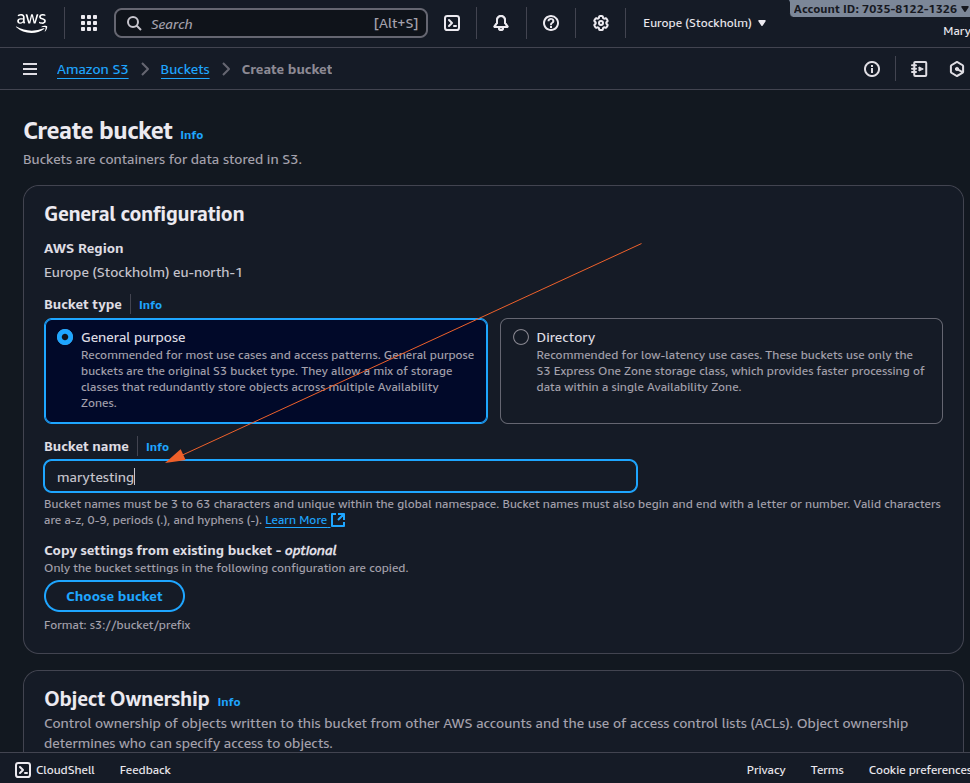 aws
Search [Alt+S]
Europe (Stockholm)
Account ID: 7035-8122-1326
Mary
Amazon S3 > Buckets > Create bucket
Create bucket Info
Buckets are containers for data stored in S3.
General configuration
AWS Region
Europe (Stockholm) eu-north-1
Bucket type Info
General purpose
Recommended for most use cases and access patterns. General purpose
buckets are the original S3 bucket type. They allow a mix of storage
classes that redundantly store objects across multiple Availability
Zones.
Directory
Recommended for low-latency use cases. These buckets use only the
S3 Express One Zone storage class, which provides faster processing of
data within a single Availability Zone.
Bucket name Info
marytesting
Bucket names must be 3 to 63 characters and unique within the global namespace. Bucket names must also begin and end with a letter or number. Valid characters
are a-z, 0-9, periods (.), and hyphens (-). Learn More
Copy settings from existing bucket - optional
Only the bucket settings in the following configuration are copied.
Choose bucket
Format: s3://bucket/prefix
Object Ownership Info
Control ownership of objects written to this bucket from other AWS accounts and the use of access control lists (ACLs). Object ownership
determines who can specify access to objects.
CloudShell Feedback Privacy Terms Cookie preferences